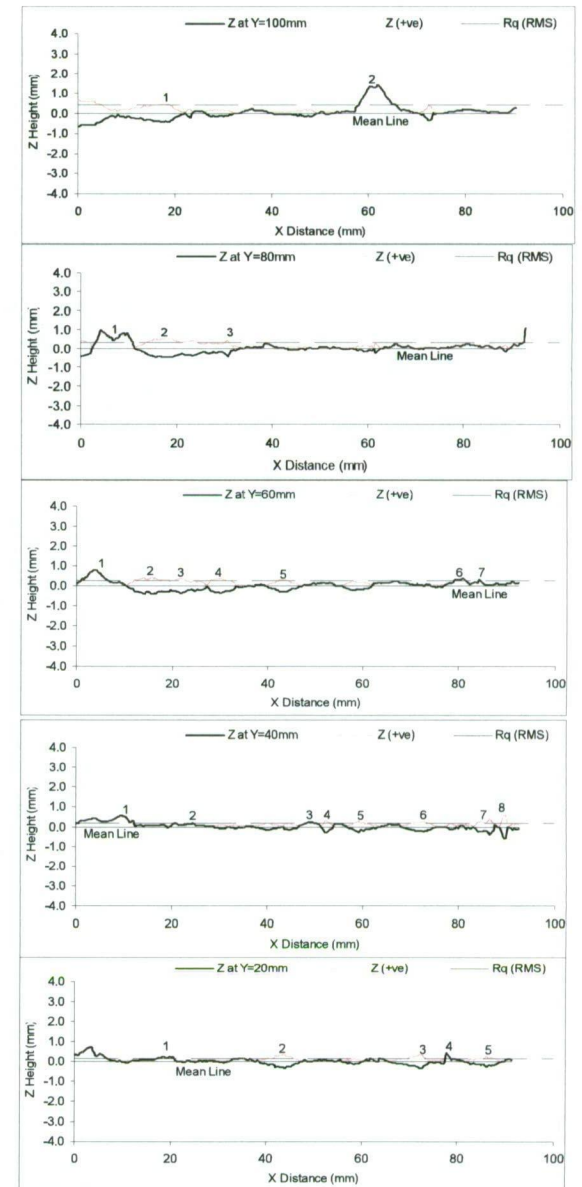 Z at Y=100mm Z (+ve) Rq (RMS)
Z Height (mm)
4.0
3.0
2.0
1.0
0.0
-1.0
-2.0
-3.0
-4.0
1
2
Mean Line
0 20 40 60 80 100
X Distance (mm)
Z at Y=80mm Z (+ve) Rq (RMS)
Z Height (mm)
4.0
3.0
2.0
1.0
0.0
-1.0
-2.0
-3.0
-4.0
1 2 3
Mean Line
0 20 40 60 80 100
X Distance (mm)
Z at Y=60mm Z (+ve) Rq (RMS)
Z Height (mm)
4.0
3.0
2.0
1.0
0.0
-1.0
-2.0
-3.0
-4.0
1 2 3 4 5 6 7
Mean Line
0 20 40 60 80 100
X Distance (mm)
Z at Y=40mm Z (+ve) Rq (RMS)
Z Height (mm)
4.0
3.0
2.0
1.0
0.0
-1.0
-2.0
-3.0
-4.0
1 2 3 4 5 6 7 8
Mean Line
0 20 40 60 80 100
X Distance (mm)
Z at Y=20mm Z (+ve) Rq (RMS)
Z Height (mm)
4.0
3.0
2.0
1.0
0.0
-1.0
-2.0
-3.0
-4.0
1 2 3 4 5
Mean Line
0 20 40 60 80 100
X Distance (mm)